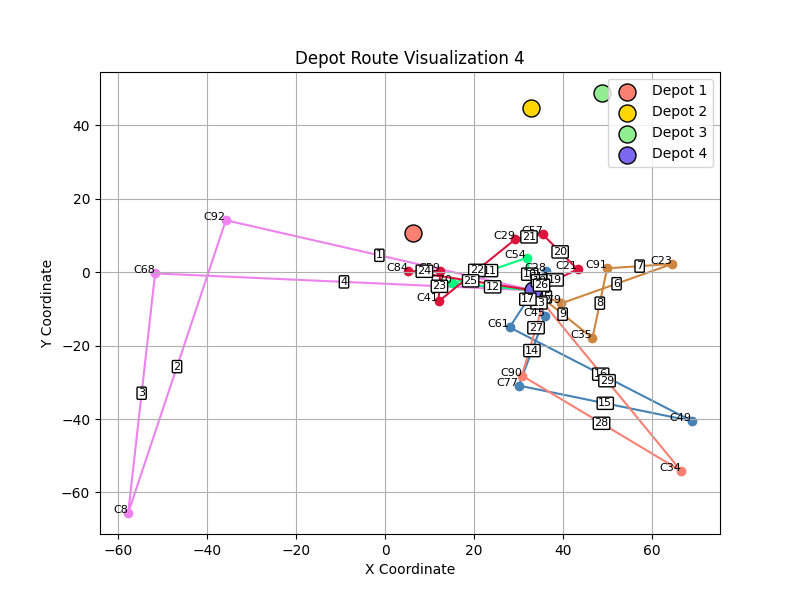 Depot Route Visualization 4
Depot 1
Depot 2
Depot 3
Depot 4
Y Coordinate
40
20
0
−20
−40
−60
−60
−40
−20
0
20
40
60
X Coordinate
C92
C68
C8
C84
C41
C29
C57
C54
C21
C91
C23
C35
C45
C61
C90
C77
C49
C34
1
2
3
4
6
7
8
9
12
14
15
16
17
19
20
21
22
23
24
25
26
27
28
29